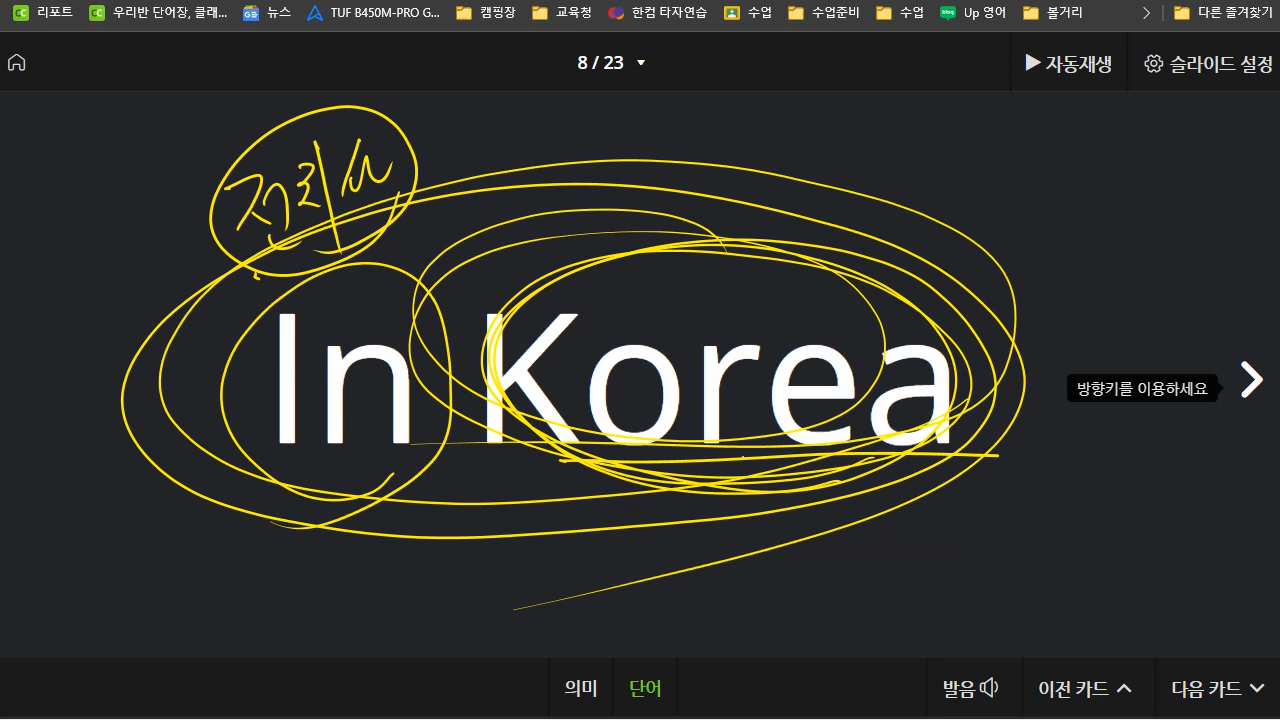 리포트 우리반 단어장, 클래... 뉴스 TUF B450M-PRO G... 캠핑장 교육청 한컴 타자연습 수업 수업준비 수업 Up 영어 볼거리 다른 즐겨찾기
8 / 23 자동재생 슬라이드 설정
전치사
In Korea
방향키를 이용하세요
의미 단어 발음 이전 카드 다음 카드